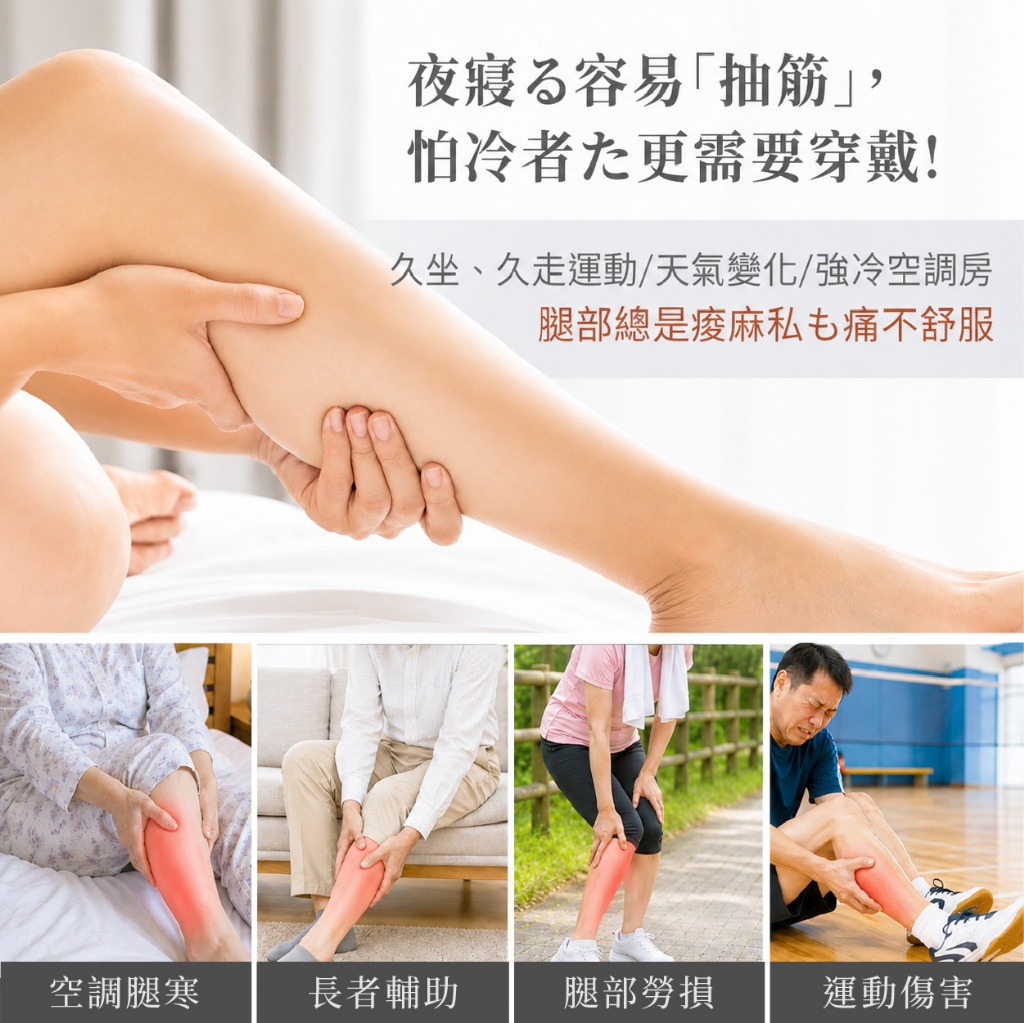 夜寢る容易「抽筋」，
怕冷者た更需要穿戴!
久坐、久走運動/天氣變化/強冷空調房
腿部總是痠麻私も痛不舒服
空調腿寒
長者輔助
腿部勞損
運動傷害